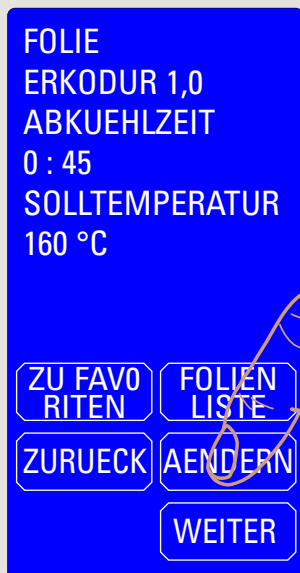 FOLIE
ERKODUR 1,0
ABKUEHLZEIT
0 : 45
SOLLTEMPERATUR
160 °C
ZU FAV0
RITEN
FOLIEN
LISTE
ZURUECK
AENDERN
WEITER